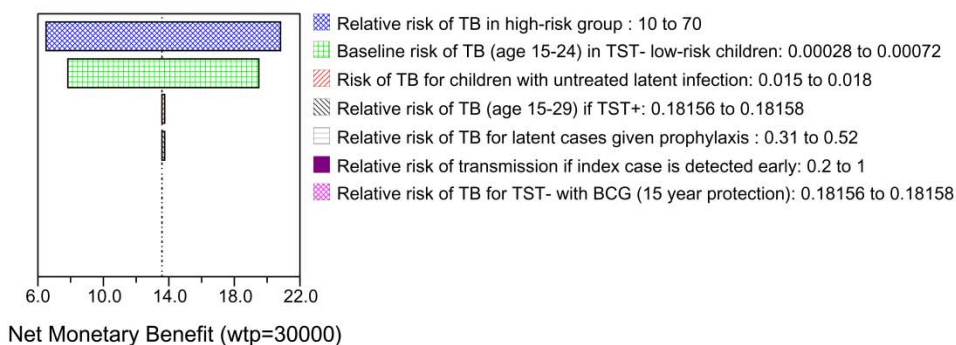 Relative risk of TB in high-risk group : 10 to 70
Baseline risk of TB (age 15-24) in TST- low-risk children: 0.00028 to 0.00072
Risk of TB for children with untreated latent infection: 0.015 to 0.018
Relative risk of TB (age 15-29) if TST+: 0.18156 to 0.18158
Relative risk of TB for latent cases given prophylaxis : 0.31 to 0.52
Relative risk of transmission if index case is detected early: 0.2 to 1
Relative risk of TB for TST- with BCG (15 year protection): 0.18156 to 0.18158
6.0 10.0 14.0 18.0 22.0
Net Monetary Benefit (wtp=30000)